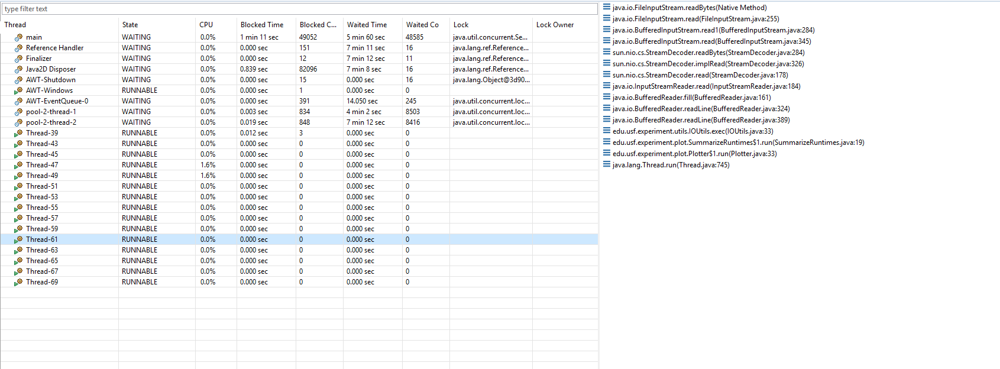 type filter text
Thread State CPU Blocked Time Blocked C... Waited Time Waited Co Lock Lock Owner
main WAITING 0.0% 1 min 11 sec 49052 5 min 60 sec 48585 java.util.concurrent.Se...
Reference Handler WAITING 0.0% 0.000 sec 151 7 min 11 sec 16 java.lang.ref.Reference...
Finalizer WAITING 0.0% 0.000 sec 12 7 min 12 sec 11 java.lang.ref.Reference...
Java2D Disposer WAITING 0.0% 0.839 sec 82096 7 min 8 sec 16 java.lang.ref.Reference...
AWT-Shutdown WAITING 0.0% 0.000 sec 15 0.000 sec 16 java.lang.Object@3d90...
AWT-Windows RUNNABLE 0.0% 0.000 sec 1 0.000 sec 0
AWT-EventQueue-0 WAITING 0.0% 0.000 sec 391 14.050 sec 245 java.util.concurrent.loc...
pool-2-thread-1 WAITING 0.0% 0.003 sec 834 4 min 2 sec 8503 java.util.concurrent.loc...
pool-2-thread-2 WAITING 0.0% 0.019 sec 848 7 min 12 sec 8416 java.util.concurrent.loc...
Thread-39 RUNNABLE 0.0% 0.012 sec 3 0.000 sec 0
Thread-43 RUNNABLE 0.0% 0.000 sec 0 0.000 sec 0
Thread-45 RUNNABLE 0.0% 0.000 sec 0 0.000 sec 0
Thread-47 RUNNABLE 1.6% 0.000 sec 0 0.000 sec 0
Thread-49 RUNNABLE 1.6% 0.000 sec 0 0.000 sec 0
Thread-51 RUNNABLE 0.0% 0.000 sec 0 0.000 sec 0
Thread-53 RUNNABLE 0.0% 0.000 sec 0 0.000 sec 0
Thread-55 RUNNABLE 0.0% 0.000 sec 0 0.000 sec 0
Thread-57 RUNNABLE 0.0% 0.000 sec 0 0.000 sec 0
Thread-59 RUNNABLE 0.0% 0.000 sec 0 0.000 sec 0
Thread-61 RUNNABLE 0.0% 0.000 sec 0 0.000 sec 0
Thread-63 RUNNABLE 0.0% 0.000 sec 0 0.000 sec 0
Thread-65 RUNNABLE 0.0% 0.000 sec 0 0.000 sec 0
Thread-67 RUNNABLE 0.0% 0.000 sec 0 0.000 sec 0
Thread-69 RUNNABLE 0.0% 0.000 sec 0 0.000 sec 0
java.io.FileInputStream.readBytes(Native Method)
java.io.FileInputStream.read(FileInputStream.java:255)
java.io.BufferedInputStream.read1(BufferedInputStream.java:284)
java.io.BufferedInputStream.read(BufferedInputStream.java:345)
sun.nio.cs.StreamDecoder.readBytes(StreamDecoder.java:284)
sun.nio.cs.StreamDecoder.implRead(StreamDecoder.java:326)
sun.nio.cs.StreamDecoder.read(StreamDecoder.java:178)
java.io.InputStreamReader.read(InputStreamReader.java:184)
java.io.BufferedReader.fill(BufferedReader.java:161)
java.io.BufferedReader.readLine(BufferedReader.java:324)
java.io.BufferedReader.readLine(BufferedReader.java:389)
edu.usf.experiment.utils.IOUtils.exec(IOUtils.java:33)
edu.usf.experiment.plot.SummarizeRuntimes$1.run(SummarizeRuntimes.java:19)
edu.usf.experiment.plot.Plotter$1.run(Plotter.java:33)
java.lang.Thread.run(Thread.java:745)